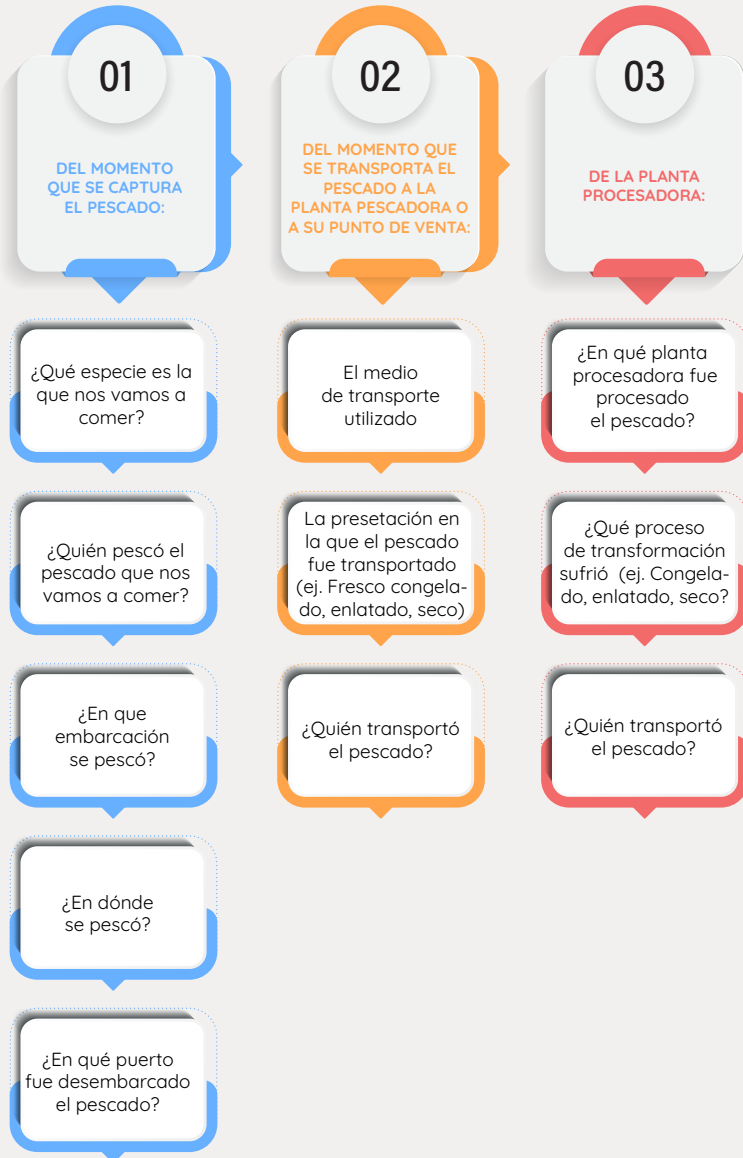 01
DEL MOMENTO
QUE SE CAPTURA
EL PESCADO:
¿Qué especie es la
que nos vamos a
comer?
¿Quién pescó el
pescado que nos
vamos a comer?
¿En que
embarcación
se pescó?
¿En dónde
se pescó?
¿En qué puerto
fue desembarcado
el pescado?
02
DEL MOMENTO QUE
SE TRANSPORTA EL
PESCADO A LA
PLANTA PESCADORA O
A SU PUNTO DE VENTA:
El medio
de transporte
utilizado
La presetación en
la que el pescado
fue transportado
(ej. Fresco congela-
do, enlatado, seco)
¿Quién transportó
el pescado?
03
DE LA PLANTA
PROCESADORA:
¿En qué planta
procesadora fue
procesado
el pescado?
¿Qué proceso
de transformación
sufrió (ej. Congela-
do, enlatado, seco?
¿Quién transportó
el pescado?